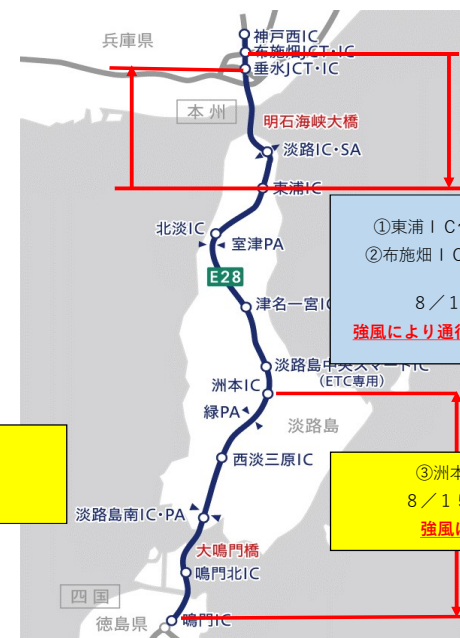 兵庫県
神戸西IC
布施畑JCT・IC
垂水JCT・IC
本州
明石海峡大橋
淡路IC・SA
東浦IC
北淡IC
室津PA
E28
津名一宮IC
淡路島中央スマートIC
(ETC専用)
洲本IC
緑PA
淡路島
西淡三原IC
淡路島南IC・PA
大鳴門橋
鳴門北IC
四国
鳴門IC
徳島県
①東浦ＩＣ
②布施畑ＩＣ
８／１
強風により通行
③洲本
８／１５
強風に